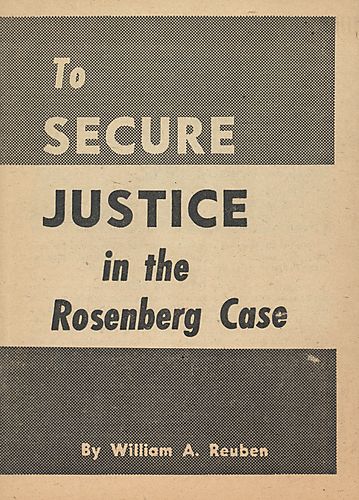 To
SECURE
JUSTICE
in the
Rosenberg Case
By William A. Reuben